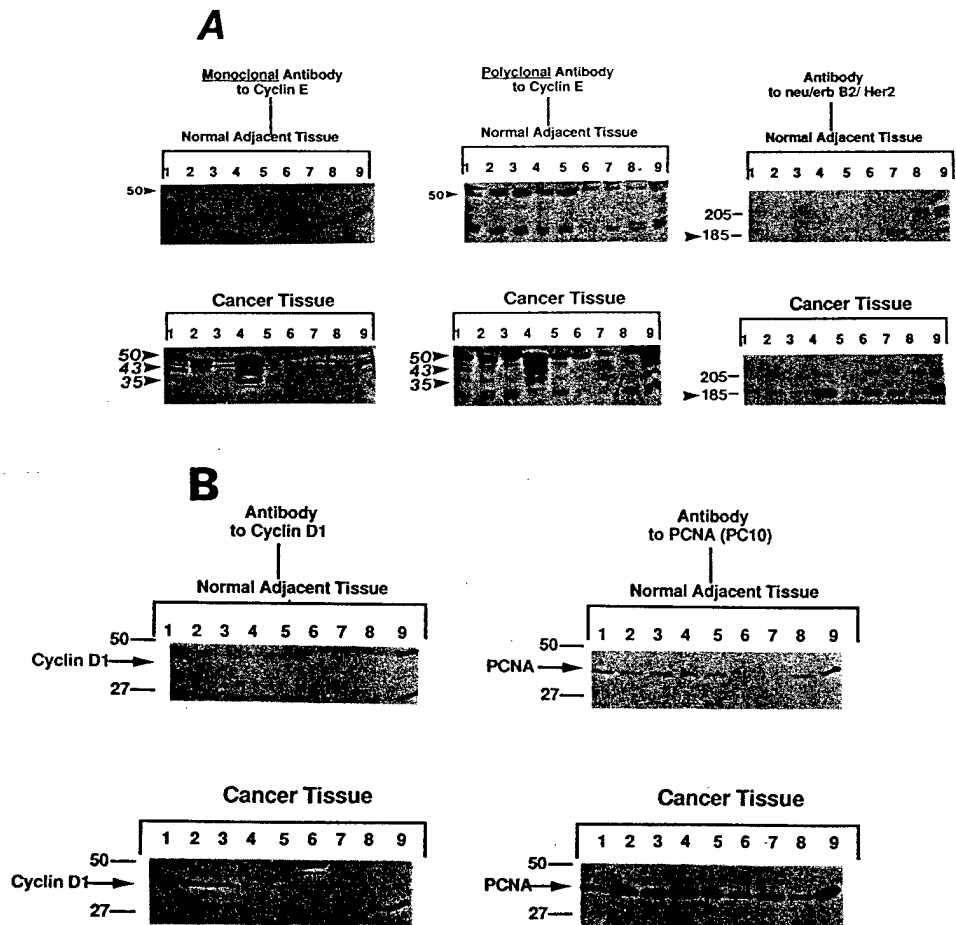 A
Monoclonal Antibody
to Cyclin E
Normal Adjacent Tissue
1 2 3 4 5 6 7 8 9
50
Polyclonal Antibody
to Cyclin E
Normal Adjacent Tissue
1 2 3 4 5 6 7 8 9
50
Antibody
to neu/erb B2/ Her2
Normal Adjacent Tissue
1 2 3 4 5 6 7 8 9
205
185
Cancer Tissue
1 2 3 4 5 6 7 8 9
50
43
35
Cancer Tissue
1 2 3 4 5 6 7 8 9
50
43
35
Cancer Tissue
1 2 3 4 5 6 7 8 9
205
185
B
Antibody
to Cyclin D1
Normal Adjacent Tissue
1 2 3 4 5 6 7 8 9
50
Cyclin D1
27
Antibody
to PCNA (PC10)
Normal Adjacent Tissue
1 2 3 4 5 6 7 8 9
50
PCNA
27
Cancer Tissue
1 2 3 4 5 6 7 8 9
50
Cyclin D1
27
Cancer Tissue
1 2 3 4 5 6 7 8 9
50
PCNA
27